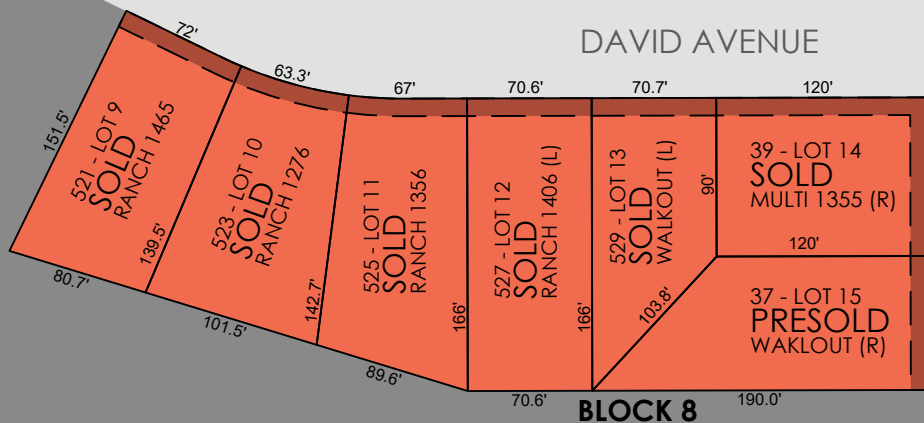 DAVID AVENUE
72'
63.3'
67'
70.6'
70.7'
120'
151.5'
521 - LOT 9
SOLD
RANCH 1465
139.5'
523 - LOT 10
SOLD
RANCH 1276
142.7'
525 - LOT 11
SOLD
RANCH 1356
166'
527 - LOT 12
SOLD
RANCH 1406 (L)
166'
529 - LOT 13
SOLD
WALKOUT (L)
90'
39 - LOT 14
SOLD
MULTI 1355 (R)
120'
103.8'
37 - LOT 15
PRESOLD
WAKLOUT (R)
80.7'
101.5'
89.6'
70.6'
190.0'
BLOCK 8